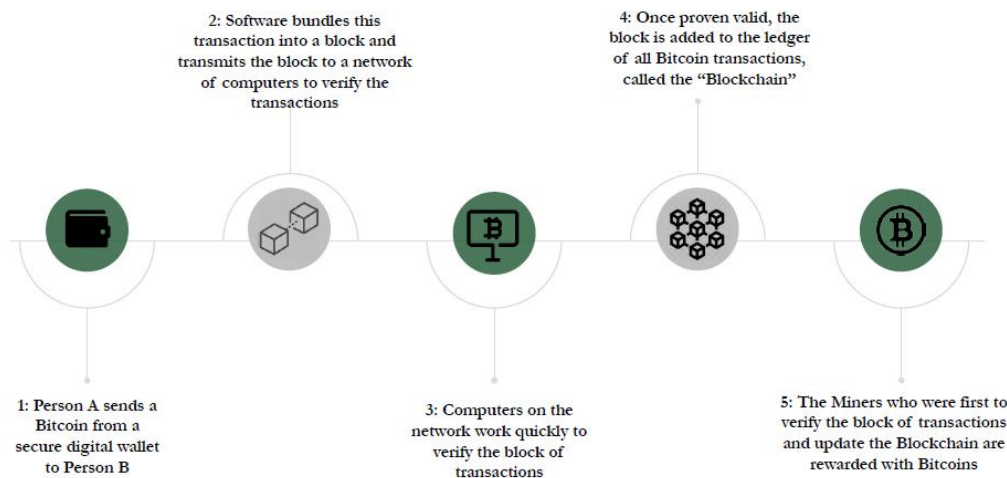 1: Person A sends a
Bitcoin from a
secure digital wallet
to Person B
2: Software bundles this
transaction into a block and
transmits the block to a network
of computers to verify the
transactions
3: Computers on the
network work quickly to
verify the block of
transactions
4: Once proven valid, the
block is added to the ledger
of all Bitcoin transactions,
called the “Blockchain”
5: The Miners who were first to
verify the block of transactions
and update the Blockchain are
rewarded with Bitcoins